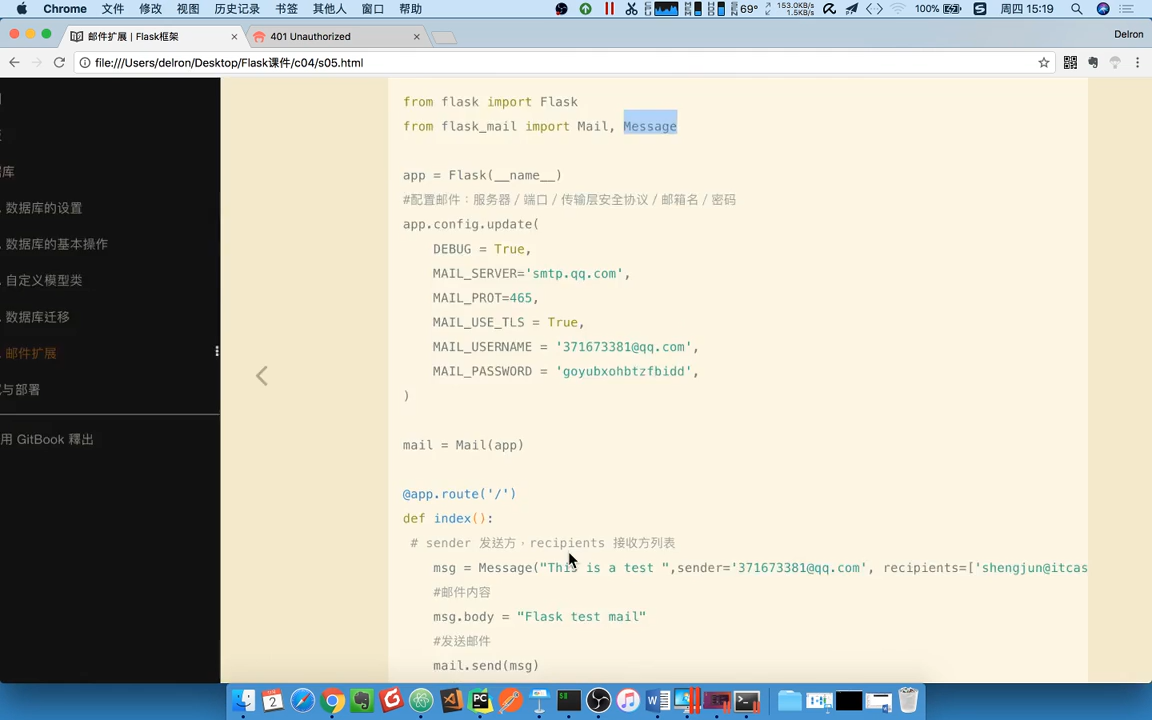 Chrome 文件 修改 视图 历史记录 书签 其他人 窗口 帮助
69° 153.0KB/s 1.5KB/s 100% 周四 15:19
邮件扩展 | Flask框架
401 Unauthorized
Delron
file:///Users/delron/Desktop/Flask课件/c04/s05.html
据库
. 数据库的设置
. 数据库的基本操作
. 自定义模型类
. 数据库迁移
. 邮件扩展
与部署
用 GitBook 釋出
from flask import Flask
from flask_mail import Mail, Message
app = Flask(__name__)
#配置邮件：服务器／端口／传输层安全协议／邮箱名／密码
app.config.update(
DEBUG = True,
MAIL_SERVER='smtp.qq.com',
MAIL_PROT=465,
MAIL_USE_TLS = True,
MAIL_USERNAME = '371673381@qq.com',
MAIL_PASSWORD = 'goyubxohbtzfbidd',
)
mail = Mail(app)
@app.route('/')
def index():
# sender 发送方，recipients 接收方列表
msg = Message("This is a test ",sender='371673381@qq.com', recipients=['shengjun@itcas
#邮件内容
msg.body = "Flask test mail"
#发送邮件
mail.send(msg)